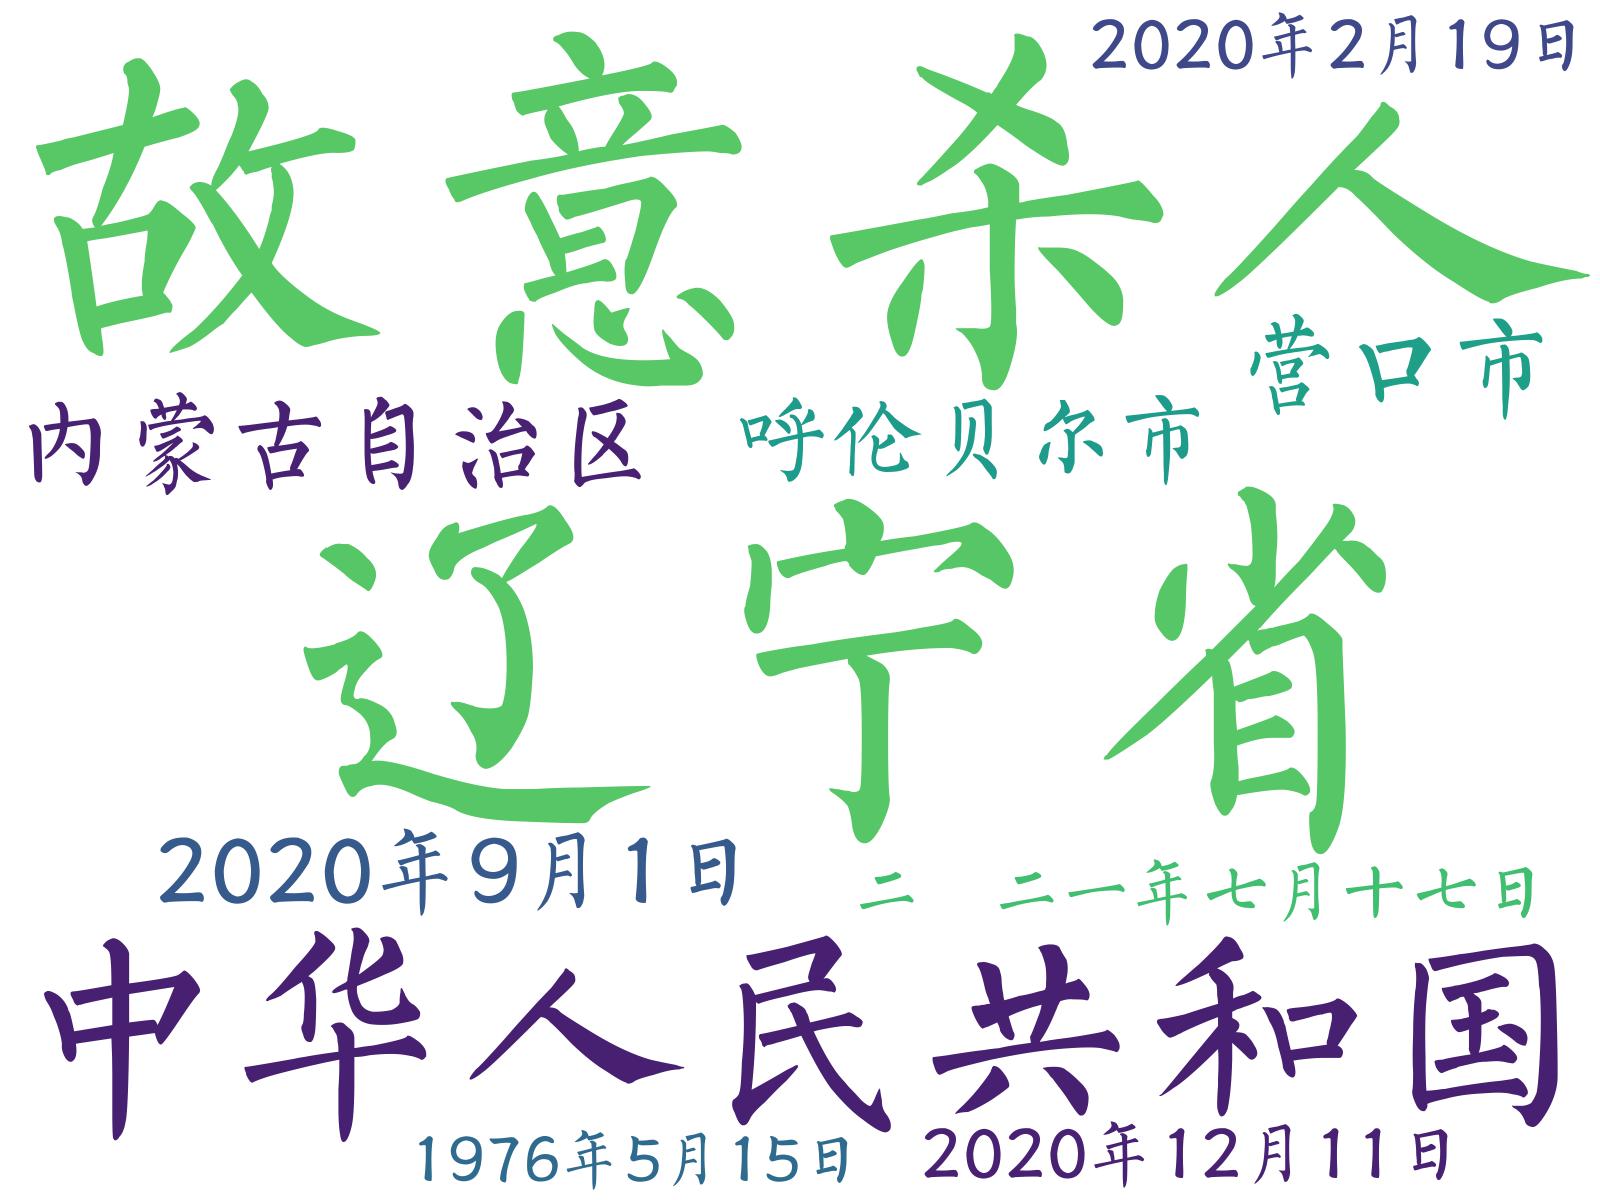 2020年2月19日
故意杀人
营口市
内蒙古自治区
呼伦贝尔市
辽宁省
2020年9月1日
二 二一年七月十七日
中华人民共和国
1976年5月15日
2020年12月11日